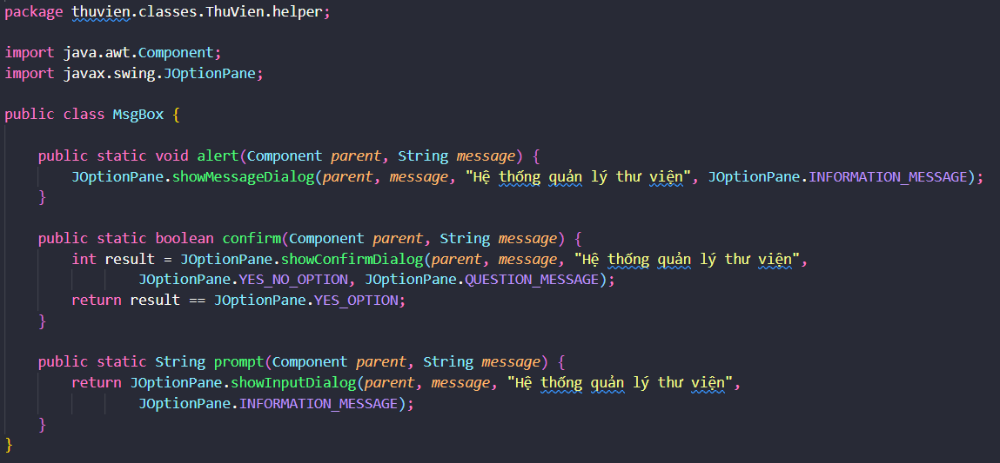 package thuvien.classes.ThuVien.helper;
import java.awt.Component;
import javax.swing.JOptionPane;
public class MsgBox {
public static void alert(Component parent, String message) {
JOptionPane.showMessageDialog(parent, message, "Hệ thống quản lý thư viện", JOptionPane.INFORMATION_MESSAGE);
}
public static boolean confirm(Component parent, String message) {
int result = JOptionPane.showConfirmDialog(parent, message, "Hệ thống quản lý thư viện",
JOptionPane.YES_NO_OPTION, JOptionPane.QUESTION_MESSAGE);
return result == JOptionPane.YES_OPTION;
}
public static String prompt(Component parent, String message) {
return JOptionPane.showInputDialog(parent, message, "Hệ thống quản lý thư viện",
JOptionPane.INFORMATION_MESSAGE);
}
}